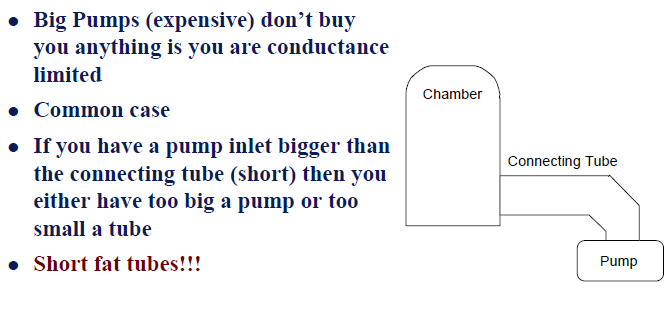 ● Big Pumps (expensive) don't buy
you anything is you are conductance
limited
● Common case
● If you have a pump inlet bigger than
the connecting tube (short) then you
either have too big a pump or too
small a tube
● Short fat tubes!!!
Chamber
Connecting Tube
Pump